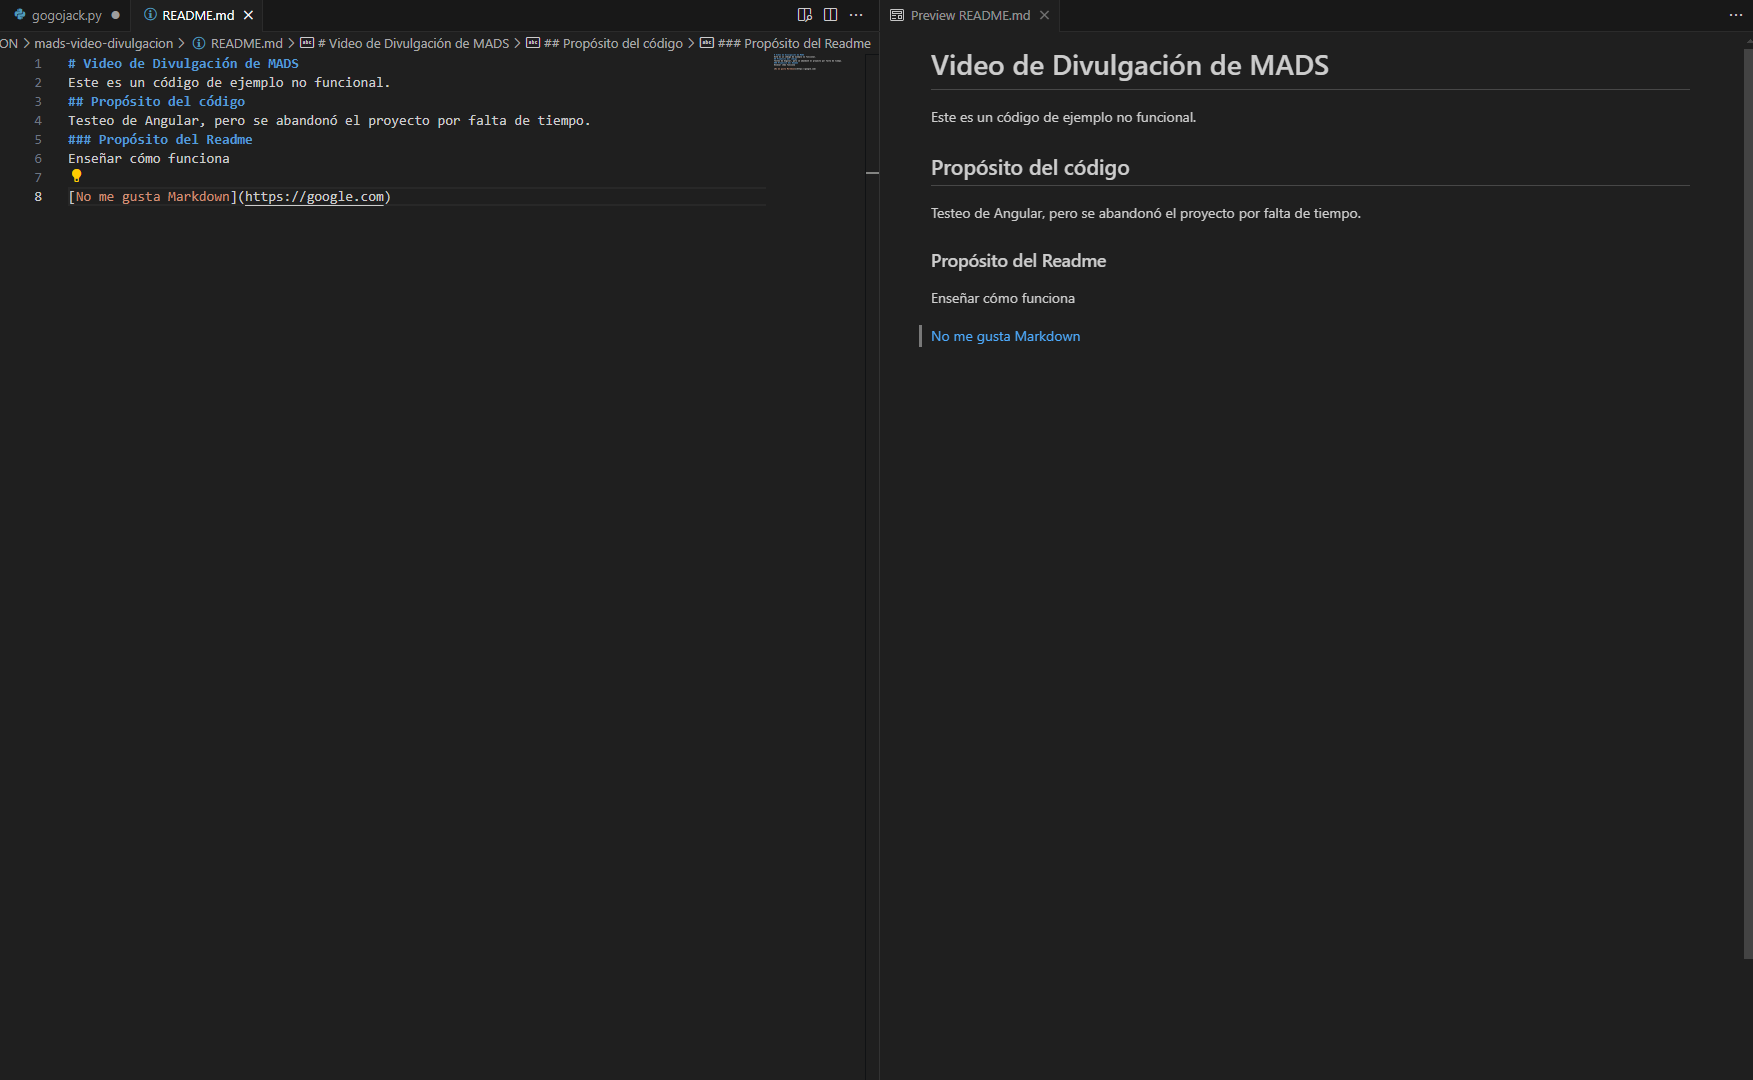 gogojack.py
README.md
ON > mads-video-divulgacion > README.md > # Video de Divulgación de MADS > ## Propósito del código > ### Propósito del Readme
1 # Video de Divulgación de MADS
2 Este es un código de ejemplo no funcional.
3 ## Propósito del código
4 Testeo de Angular, pero se abandonó el proyecto por falta de tiempo.
5 ### Propósito del Readme
6 Enseñar cómo funciona
7
8 [No me gusta Markdown](https://google.com)
Preview README.md
Video de Divulgación de MADS
Este es un código de ejemplo no funcional.
Propósito del código
Testeo de Angular, pero se abandonó el proyecto por falta de tiempo.
Propósito del Readme
Enseñar cómo funciona
No me gusta Markdown